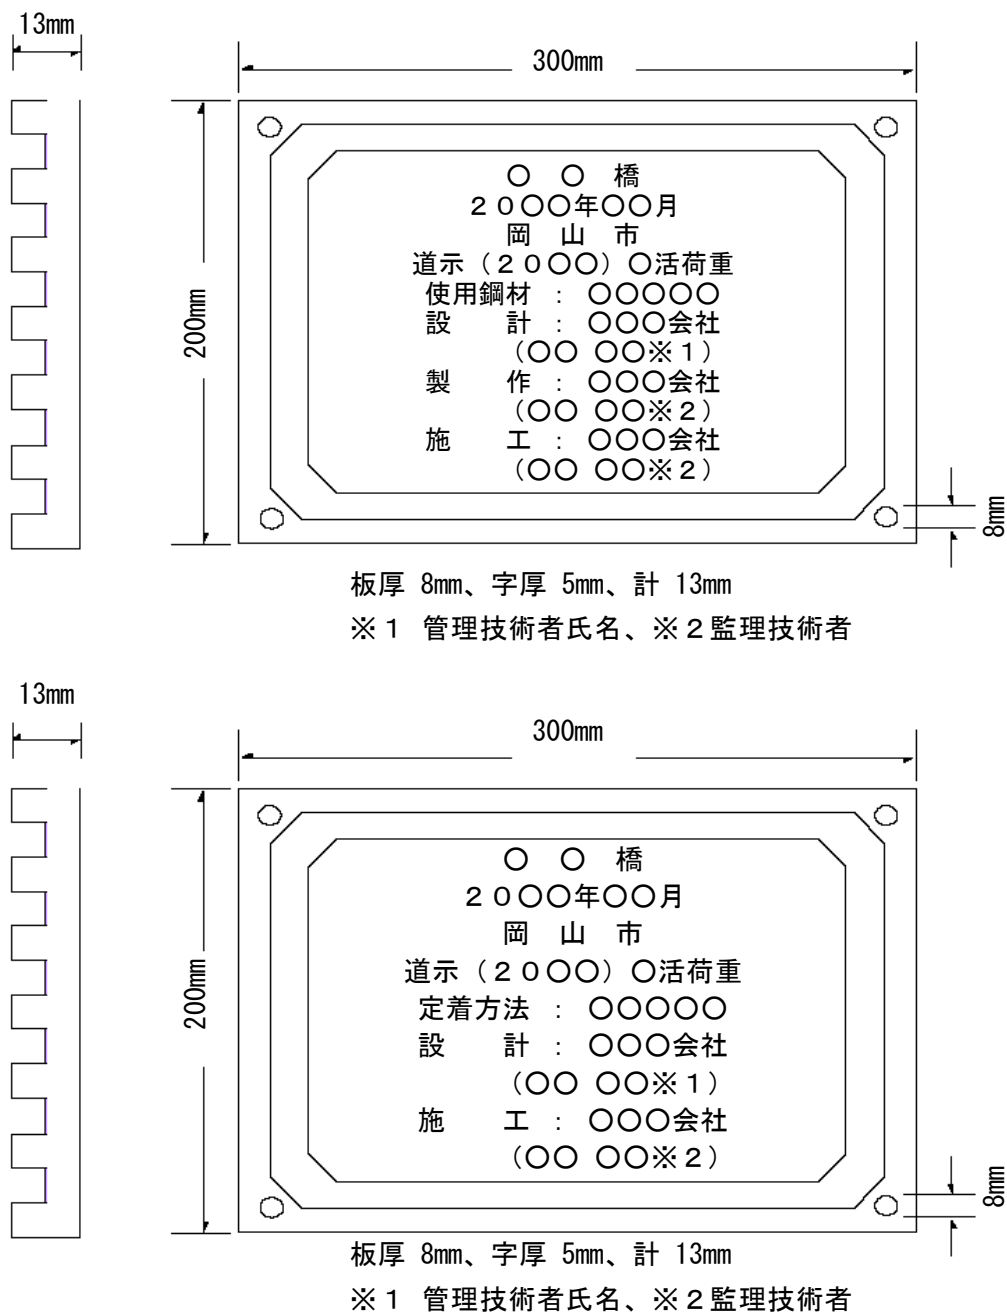 13mm
300mm
200mm
○ ○ 橋
20○○年○○月
岡 山 市
道示（20○○）○活荷重
使用鋼材 : ○○○○○
設 計 : ○○○会社
（○○ ○○※1）
製 作 : ○○○会社
（○○ ○○※2）
施 工 : ○○○会社
（○○ ○○※2）
8mm
板厚 8mm、字厚 5mm、計 13mm
※1 管理技術者氏名、※2監理技術者
13mm
300mm
200mm
○ ○ 橋
20○○年○○月
岡 山 市
道示（20○○）○活荷重
定着方法 : ○○○○○
設 計 : ○○○会社
（○○ ○○※1）
施 工 : ○○○会社
（○○ ○○※2）
8mm
板厚 8mm、字厚 5mm、計 13mm
※1 管理技術者氏名、※2監理技術者